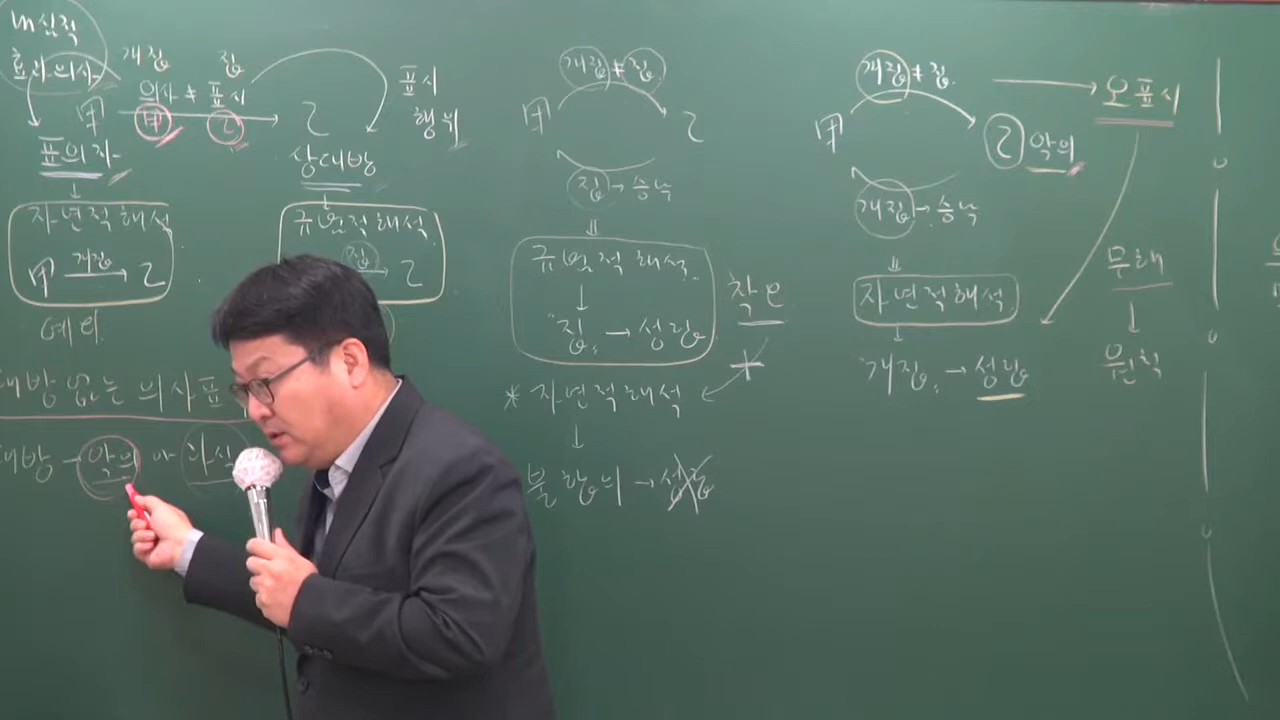 내심적
효과의사
개집 집
의사 ≠ 표시
甲 → 乙
표시
행위
표의자
상대방
자연적 해석
甲 개집 → 乙
예외
규범적 해석
집 → 乙
대방 없는 의사표
대방 → 악의 or 과실
개집 ≠ 집
甲 乙
집 → 승낙
규범적 해석
"집" → 성립
착오
* 자연적 해석
불합의 → 성립
개집 ≠ 집
甲 乙 악의
개집 → 승낙
자연적 해석
"개집" → 성립
오표시
무해
원칙